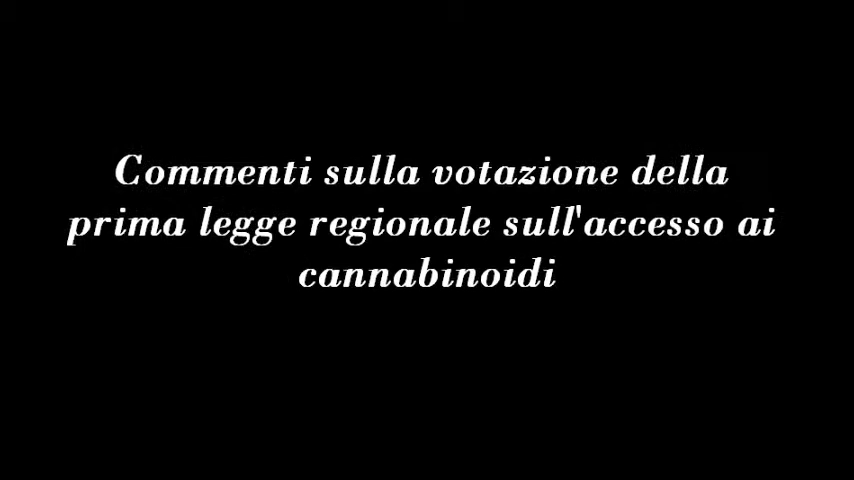 Commenti sulla votazione della
prima legge regionale sull'accesso ai
cannabinoidi